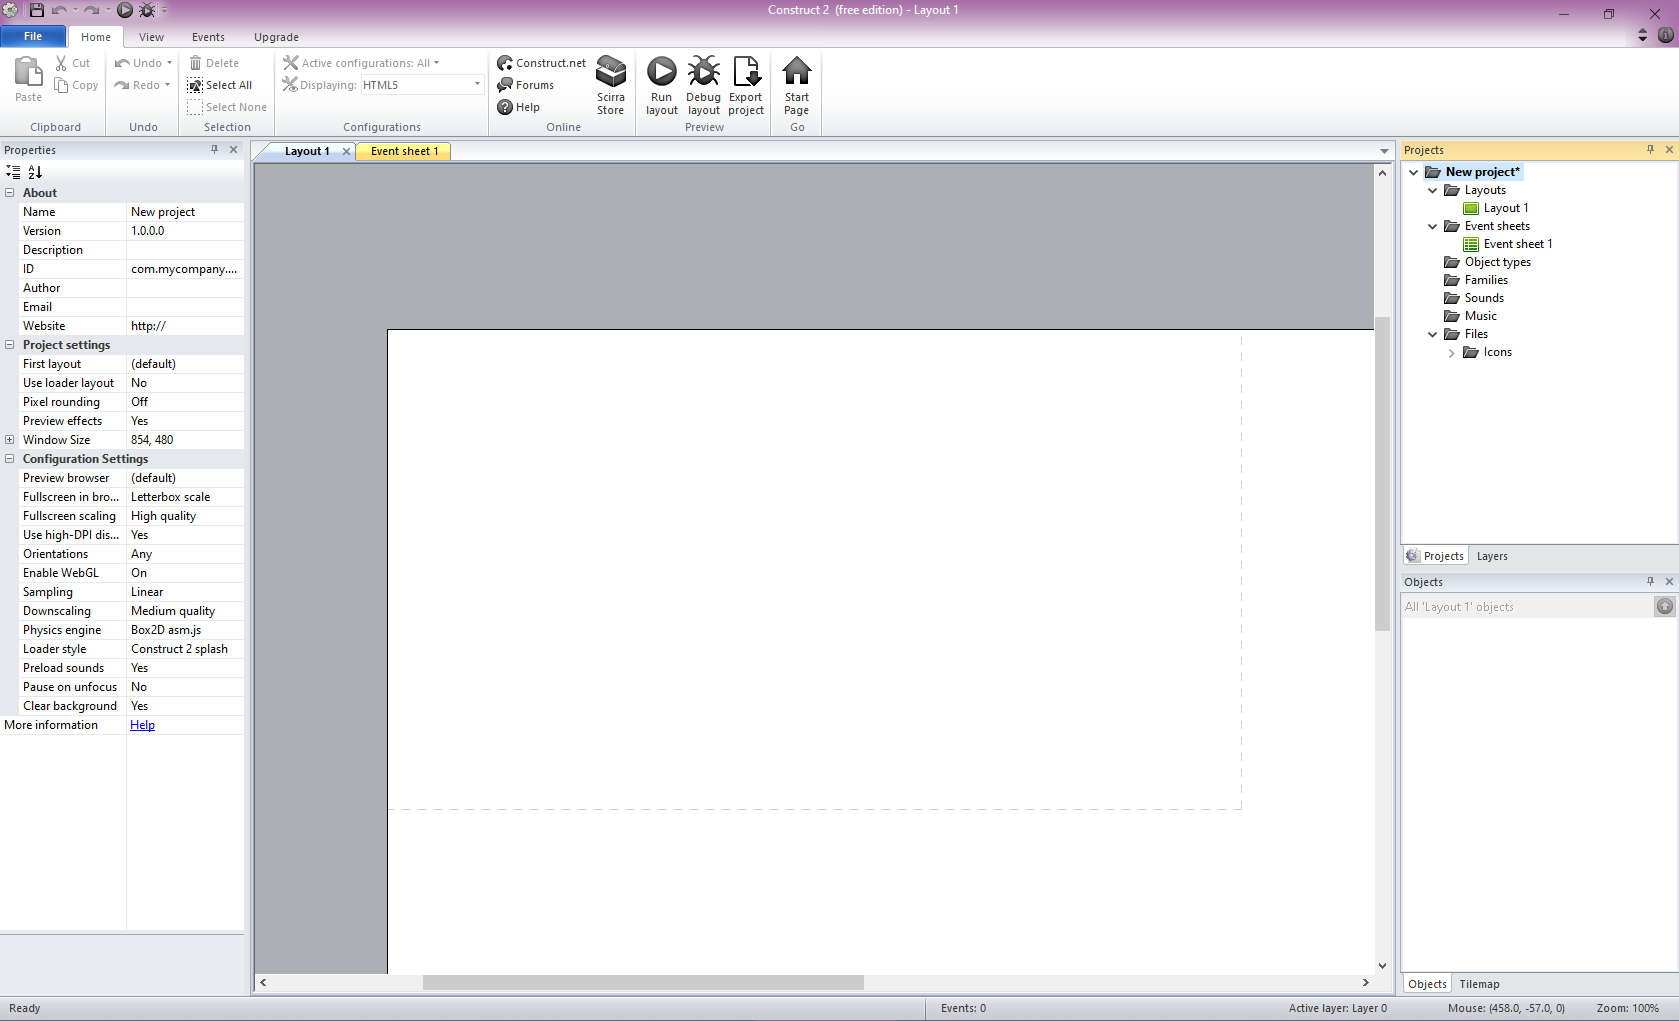 Construct 2 (free edition) - Layout 1
File Home View Events Upgrade
Paste Cut Copy Clipboard
Undo Redo Undo
Delete Select All Select None Selection
Active configurations: All
Displaying: HTML5
Configurations
Construct.net Forums Help Scirra Store Online
Run layout Debug layout Export project Preview
Start Page Go
Properties
About
Name New project
Version 1.0.0.0
Description
ID com.mycompany....
Author
Email
Website http://
Project settings
First layout (default)
Use loader layout No
Pixel rounding Off
Preview effects Yes
Window Size 854, 480
Configuration Settings
Preview browser (default)
Fullscreen in bro... Letterbox scale
Fullscreen scaling High quality
Use high-DPI dis... Yes
Orientations Any
Enable WebGL On
Sampling Linear
Downscaling Medium quality
Physics engine Box2D asm.js
Loader style Construct 2 splash
Preload sounds Yes
Pause on unfocus No
Clear background Yes
More information Help
Layout 1 Event sheet 1
Projects
New project*
Layouts
Layout 1
Event sheets
Event sheet 1
Object types
Families
Sounds
Music
Files
Icons
Projects Layers
Objects
All 'Layout 1' objects
Objects Tilemap
Ready Events: 0 Active layer: Layer 0 Mouse: (458.0, -57.0, 0) Zoom: 100%